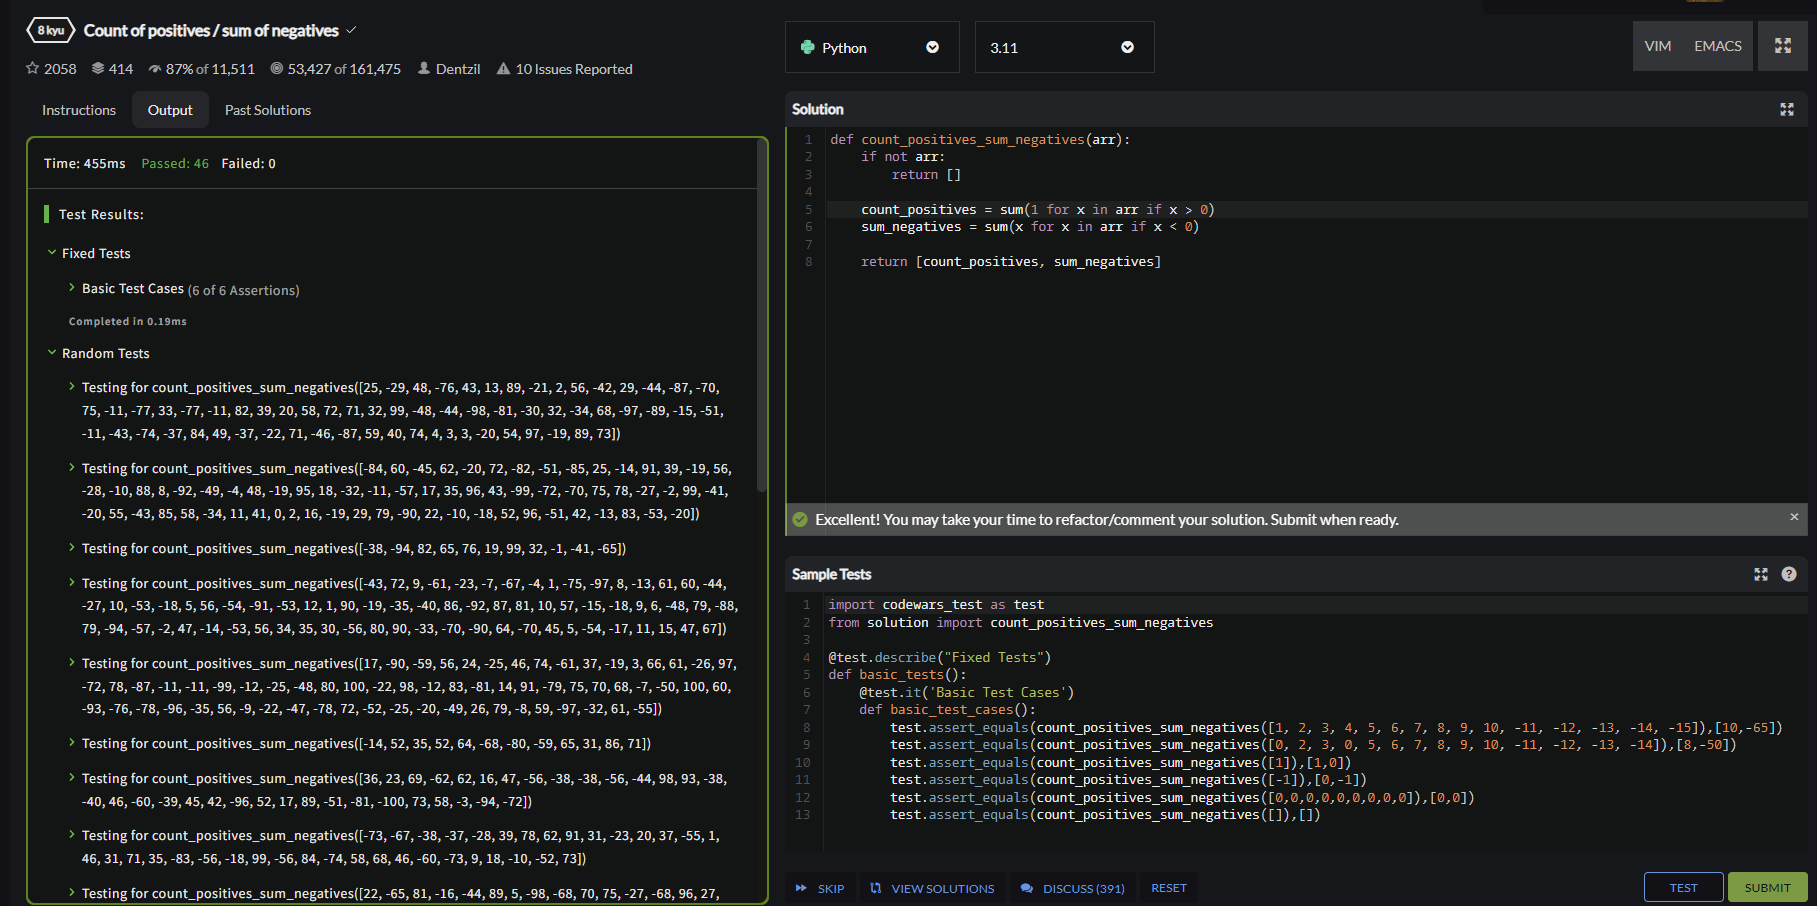 8 kyu Count of positives / sum of negatives
2058 414 87% of 11,511 53,427 of 161,475 Dentzil 10 Issues Reported
Instructions Output Past Solutions
Time: 455ms Passed: 46 Failed: 0
Test Results:
Fixed Tests
Basic Test Cases (6 of 6 Assertions)
Completed in 0.19ms
Random Tests
Testing for count_positives_sum_negatives([25, -29, 48, -76, 43, 13, 89, -21, 2, 56, -42, 29, -44, -87, -70,
75, -11, -77, 33, -77, -11, 82, 39, 20, 58, 72, 71, 32, 99, -48, -44, -98, -81, -30, 32, -34, 68, -97, -89, -15, -51,
-11, -43, -74, -37, 84, 49, -37, -22, 71, -46, -87, 59, 40, 74, 4, 3, 3, -20, 54, 97, -19, 89, 73])
Testing for count_positives_sum_negatives([-84, 60, -45, 62, -20, 72, -82, -51, -85, 25, -14, 91, 39, -19, 56,
-28, -10, 88, 8, -92, -49, -4, 48, -19, 95, 18, -32, -11, -57, 17, 35, 96, 43, -99, -72, -70, 75, 78, -27, -2, 99, -41,
-20, 55, -43, 85, 58, -34, 11, 41, 0, 2, 16, -19, 29, 79, -90, 22, -10, -18, 52, 96, -51, 42, -13, 83, -53, -20])
Testing for count_positives_sum_negatives([-38, -94, 82, 65, 76, 19, 99, 32, -1, -41, -65])
Testing for count_positives_sum_negatives([-43, 72, 9, -61, -23, -7, -67, -4, 1, -75, -97, 8, -13, 61, 60, -44,
-27, 10, -53, -18, 5, 56, -54, -91, -53, 12, 1, 90, -19, -35, -40, 86, -92, 87, 81, 10, 57, -15, -18, 9, 6, -48, 79, -88,
79, -94, -57, -2, 47, -14, -53, 56, 34, 35, 30, -56, 80, 90, -33, -70, -90, 64, -70, 45, 5, -54, -17, 11, 15, 47, 67])
Testing for count_positives_sum_negatives([17, -90, -59, 56, 24, -25, 46, 74, -61, 37, -19, 3, 66, 61, -26, 97,
-72, 78, -87, -11, -11, -99, -12, -25, -48, 80, 100, -22, 98, -12, 83, -81, 14, 91, -79, 75, 70, 68, -7, -50, 100, 60,
-93, -76, -78, -96, -35, 56, -9, -22, -47, -78, 72, -52, -25, -20, -49, 26, 79, -8, 59, -97, -32, 61, -55])
Testing for count_positives_sum_negatives([-14, 52, 35, 52, 64, -68, -80, -59, 65, 31, 86, 71])
Testing for count_positives_sum_negatives([36, 23, 69, -62, 62, 16, 47, -56, -38, -38, -56, -44, 98, 93, -38,
-40, 46, -60, -39, 45, 42, -96, 52, 17, 89, -51, -81, -100, 73, 58, -3, -94, -72])
Testing for count_positives_sum_negatives([-73, -67, -38, -37, -28, 39, 78, 62, 91, 31, -23, 20, 37, -55, 1,
46, 31, 71, 35, -83, -56, -18, 99, -56, 84, -74, 58, 68, 46, -60, -73, 9, 18, -10, -52, 73])
Testing for count_positives_sum_negatives([22, -65, 81, -16, -44, 89, 5, -98, -68, 70, 75, -27, -68, 96, 27,
Python 3.11 VIM EMACS
Solution
1 def count_positives_sum_negatives(arr):
2 if not arr:
3 return []
4
5 count_positives = sum(1 for x in arr if x > 0)
6 sum_negatives = sum(x for x in arr if x < 0)
7
8 return [count_positives, sum_negatives]
Excellent! You may take your time to refactor/comment your solution. Submit when ready. ×
Sample Tests ?
1 import codewars_test as test
2 from solution import count_positives_sum_negatives
3
4 @test.describe("Fixed Tests")
5 def basic_tests():
6 @test.it('Basic Test Cases')
7 def basic_test_cases():
8 test.assert_equals(count_positives_sum_negatives([1, 2, 3, 4, 5, 6, 7, 8, 9, 10, -11, -12, -13, -14, -15]),[10,-65])
9 test.assert_equals(count_positives_sum_negatives([0, 2, 3, 0, 5, 6, 7, 8, 9, 10, -11, -12, -13, -14]),[8,-50])
10 test.assert_equals(count_positives_sum_negatives([1]),[1,0])
11 test.assert_equals(count_positives_sum_negatives([-1]),[0,-1])
12 test.assert_equals(count_positives_sum_negatives([0,0,0,0,0,0,0,0,0]),[0,0])
13 test.assert_equals(count_positives_sum_negatives([]),[])
SKIP VIEW SOLUTIONS DISCUSS (391) RESET TEST SUBMIT